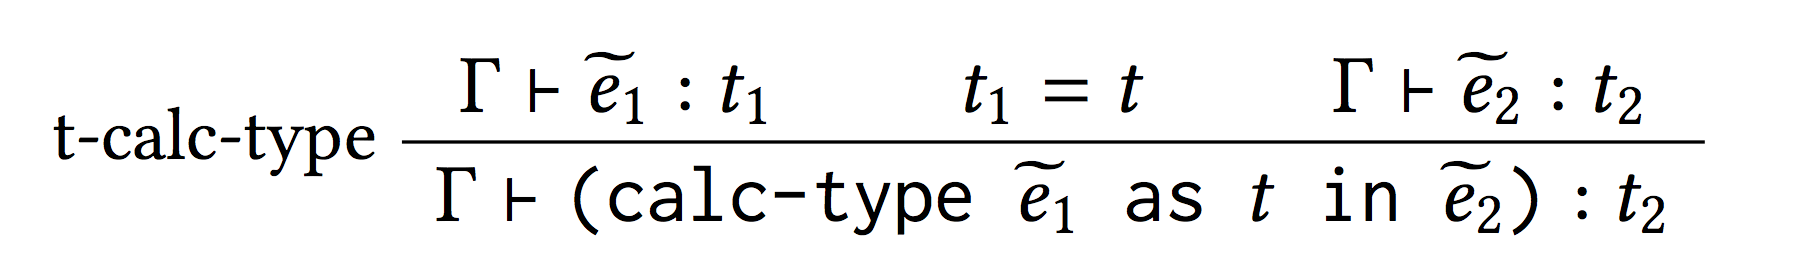 Γ ⊢ ẽ₁ : t₁ t₁ = t Γ ⊢ ẽ₂ : t₂
t-calc-type
Γ ⊢ (calc-type ẽ₁ as t in ẽ₂) : t₂